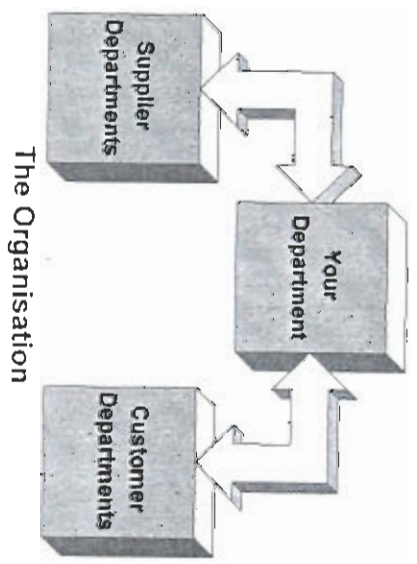 Your
Department
Supplier
Departments
Customer
Departments
The Organisation